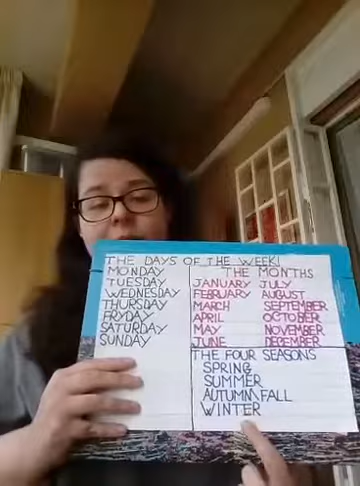 THE DAYS OF THE WEEK!
MONDAY
TUESDAY
WEDNESDAY
THURSDAY
FRYDAY
SATURDAY
SUNDAY
THE MONTHS
JANUARY JULY
FEBRUARY AUGUST
MARCH SEPTEMBER
APRIL OCTOBER
MAY NOVEMBER
JUNE DECEMBER
THE FOUR SEASONS
SPRING
SUMMER
AUTUMN\FALL
WINTER